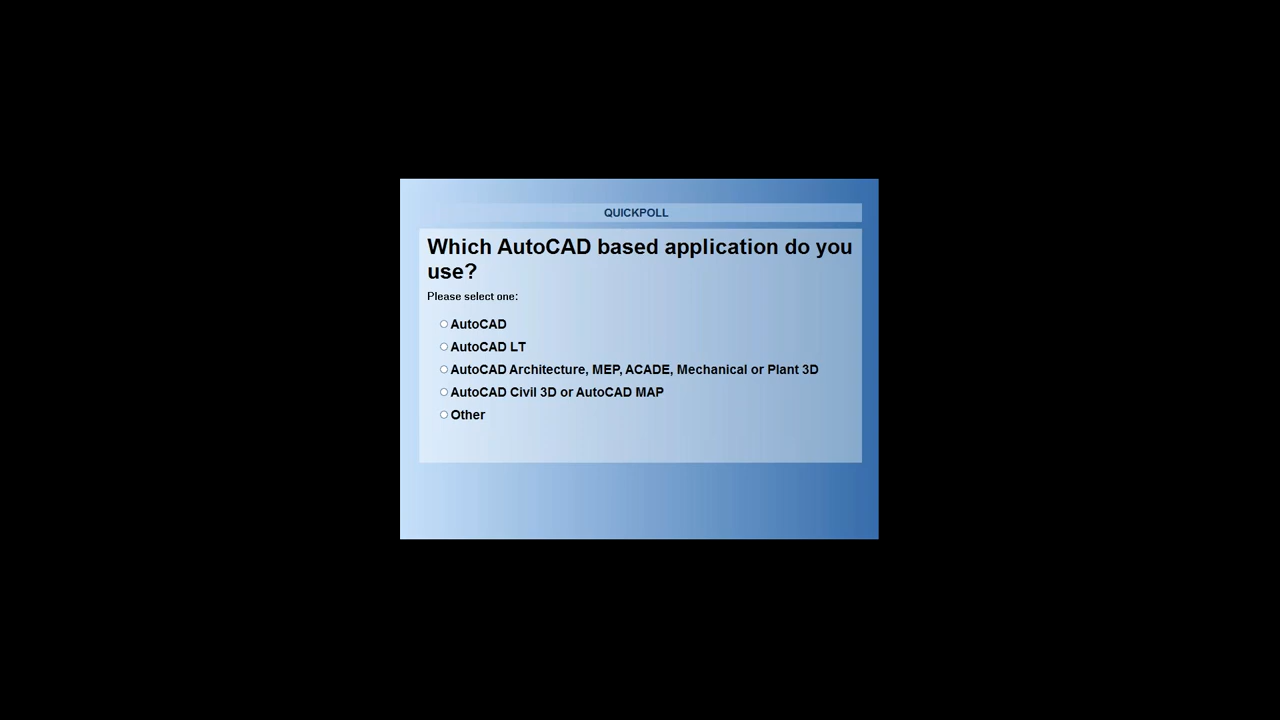 QUICKPOLL
Which AutoCAD based application do you
use?
Please select one:
AutoCAD
AutoCAD LT
AutoCAD Architecture, MEP, ACADE, Mechanical or Plant 3D
AutoCAD Civil 3D or AutoCAD MAP
Other